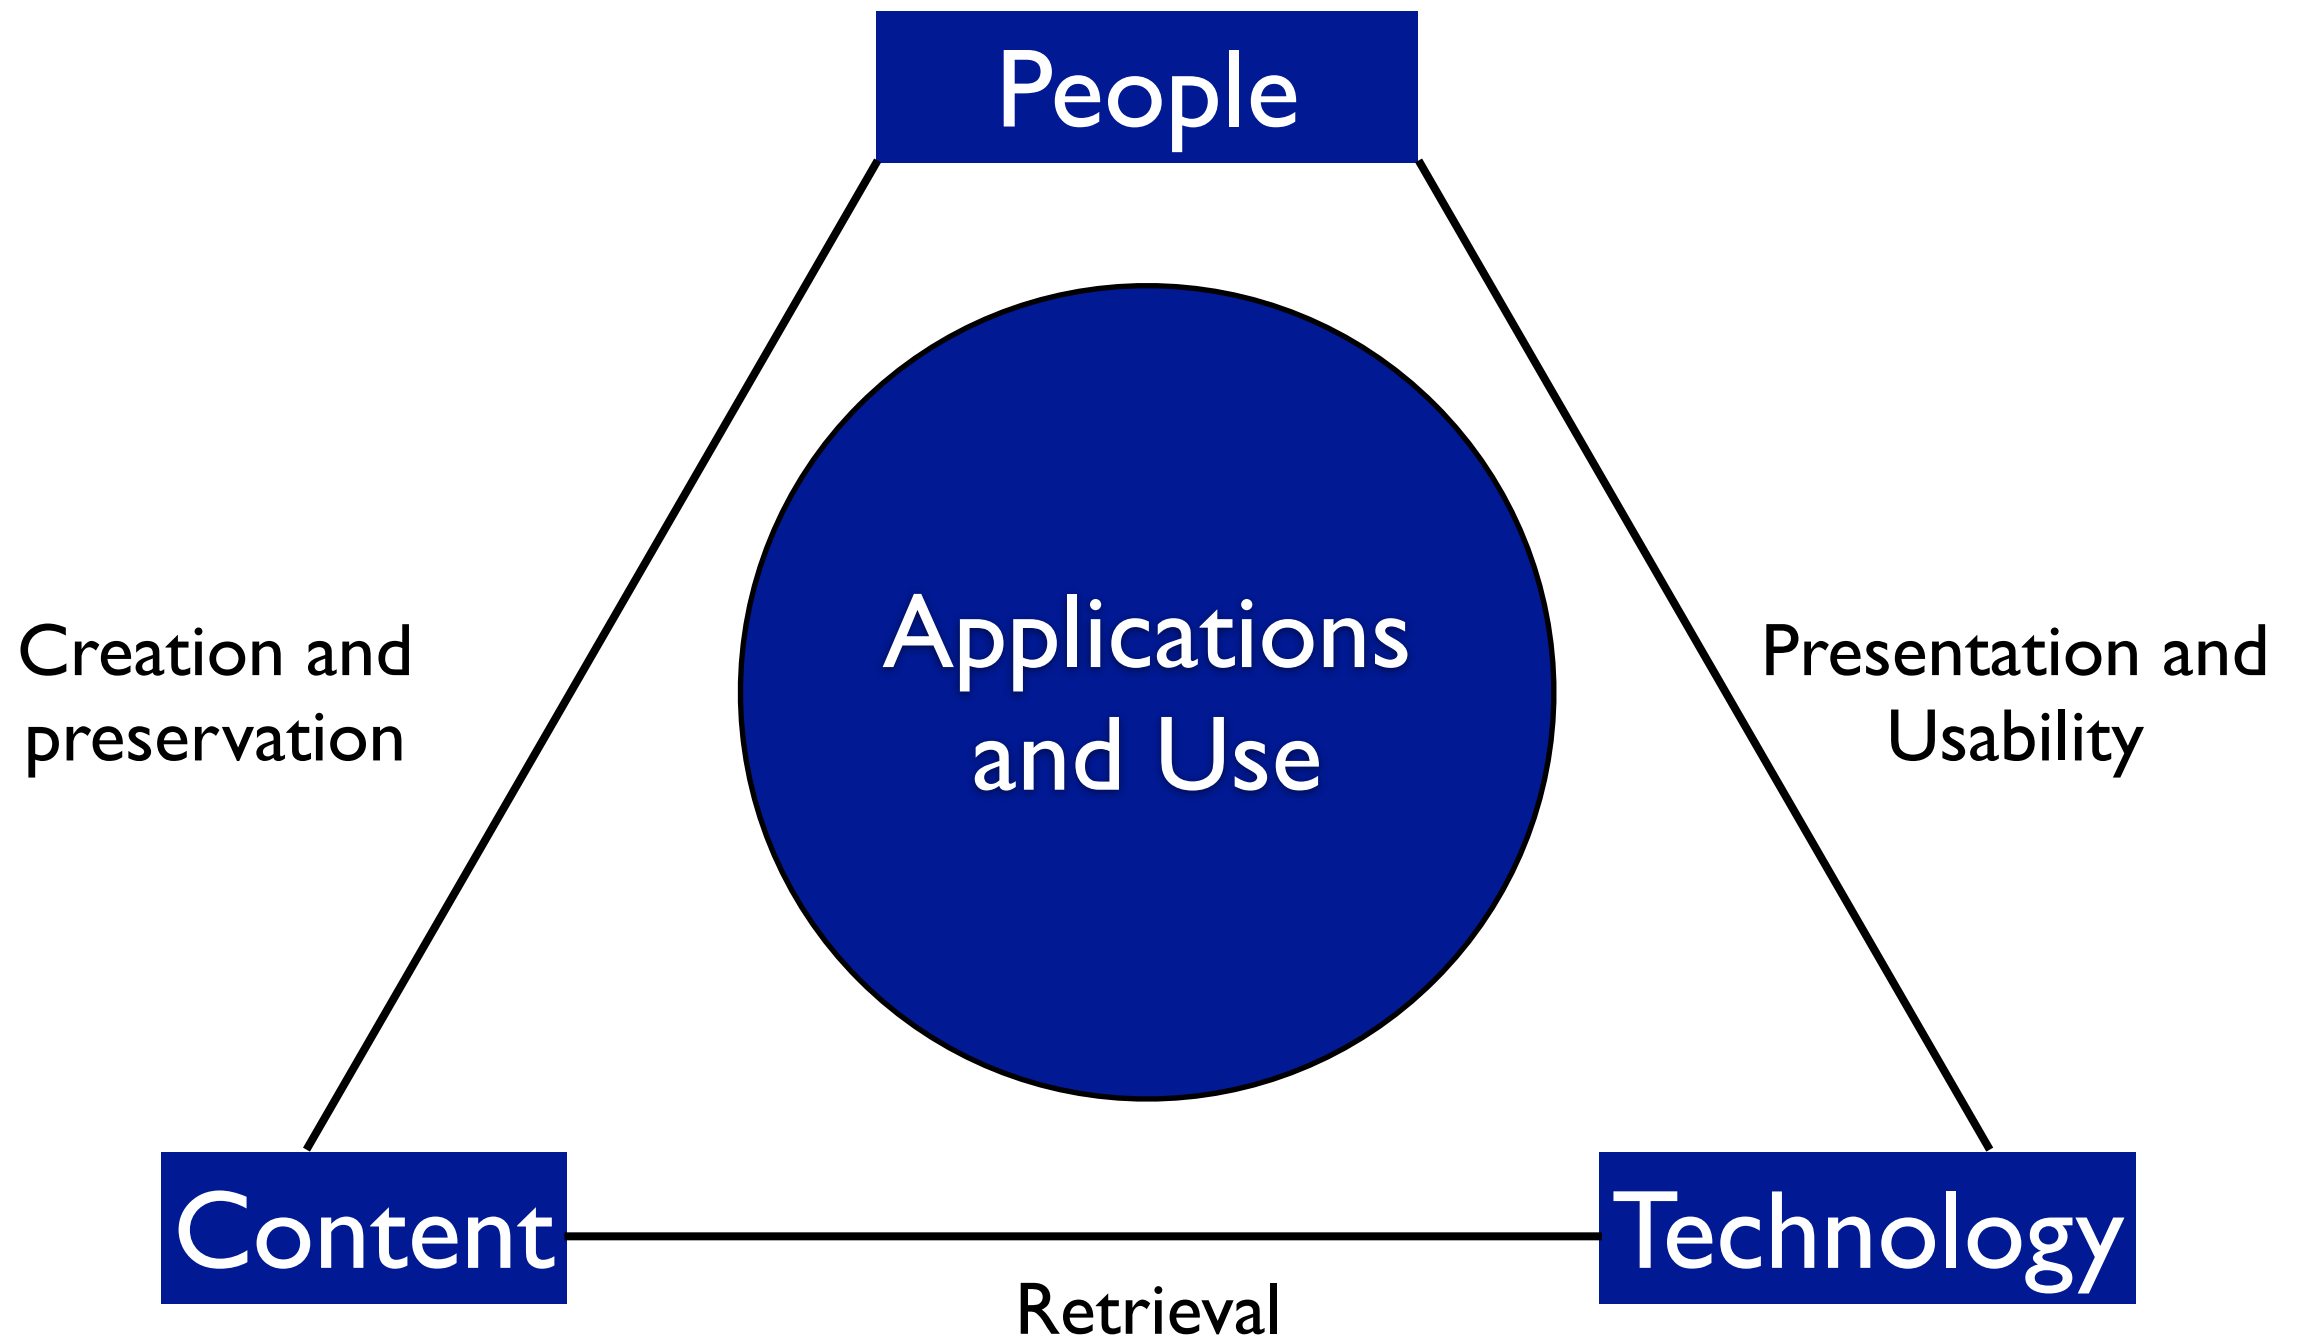 People
Applications
and Use
Creation and
preservation
Presentation and
Usability
Content
Technology
Retrieval